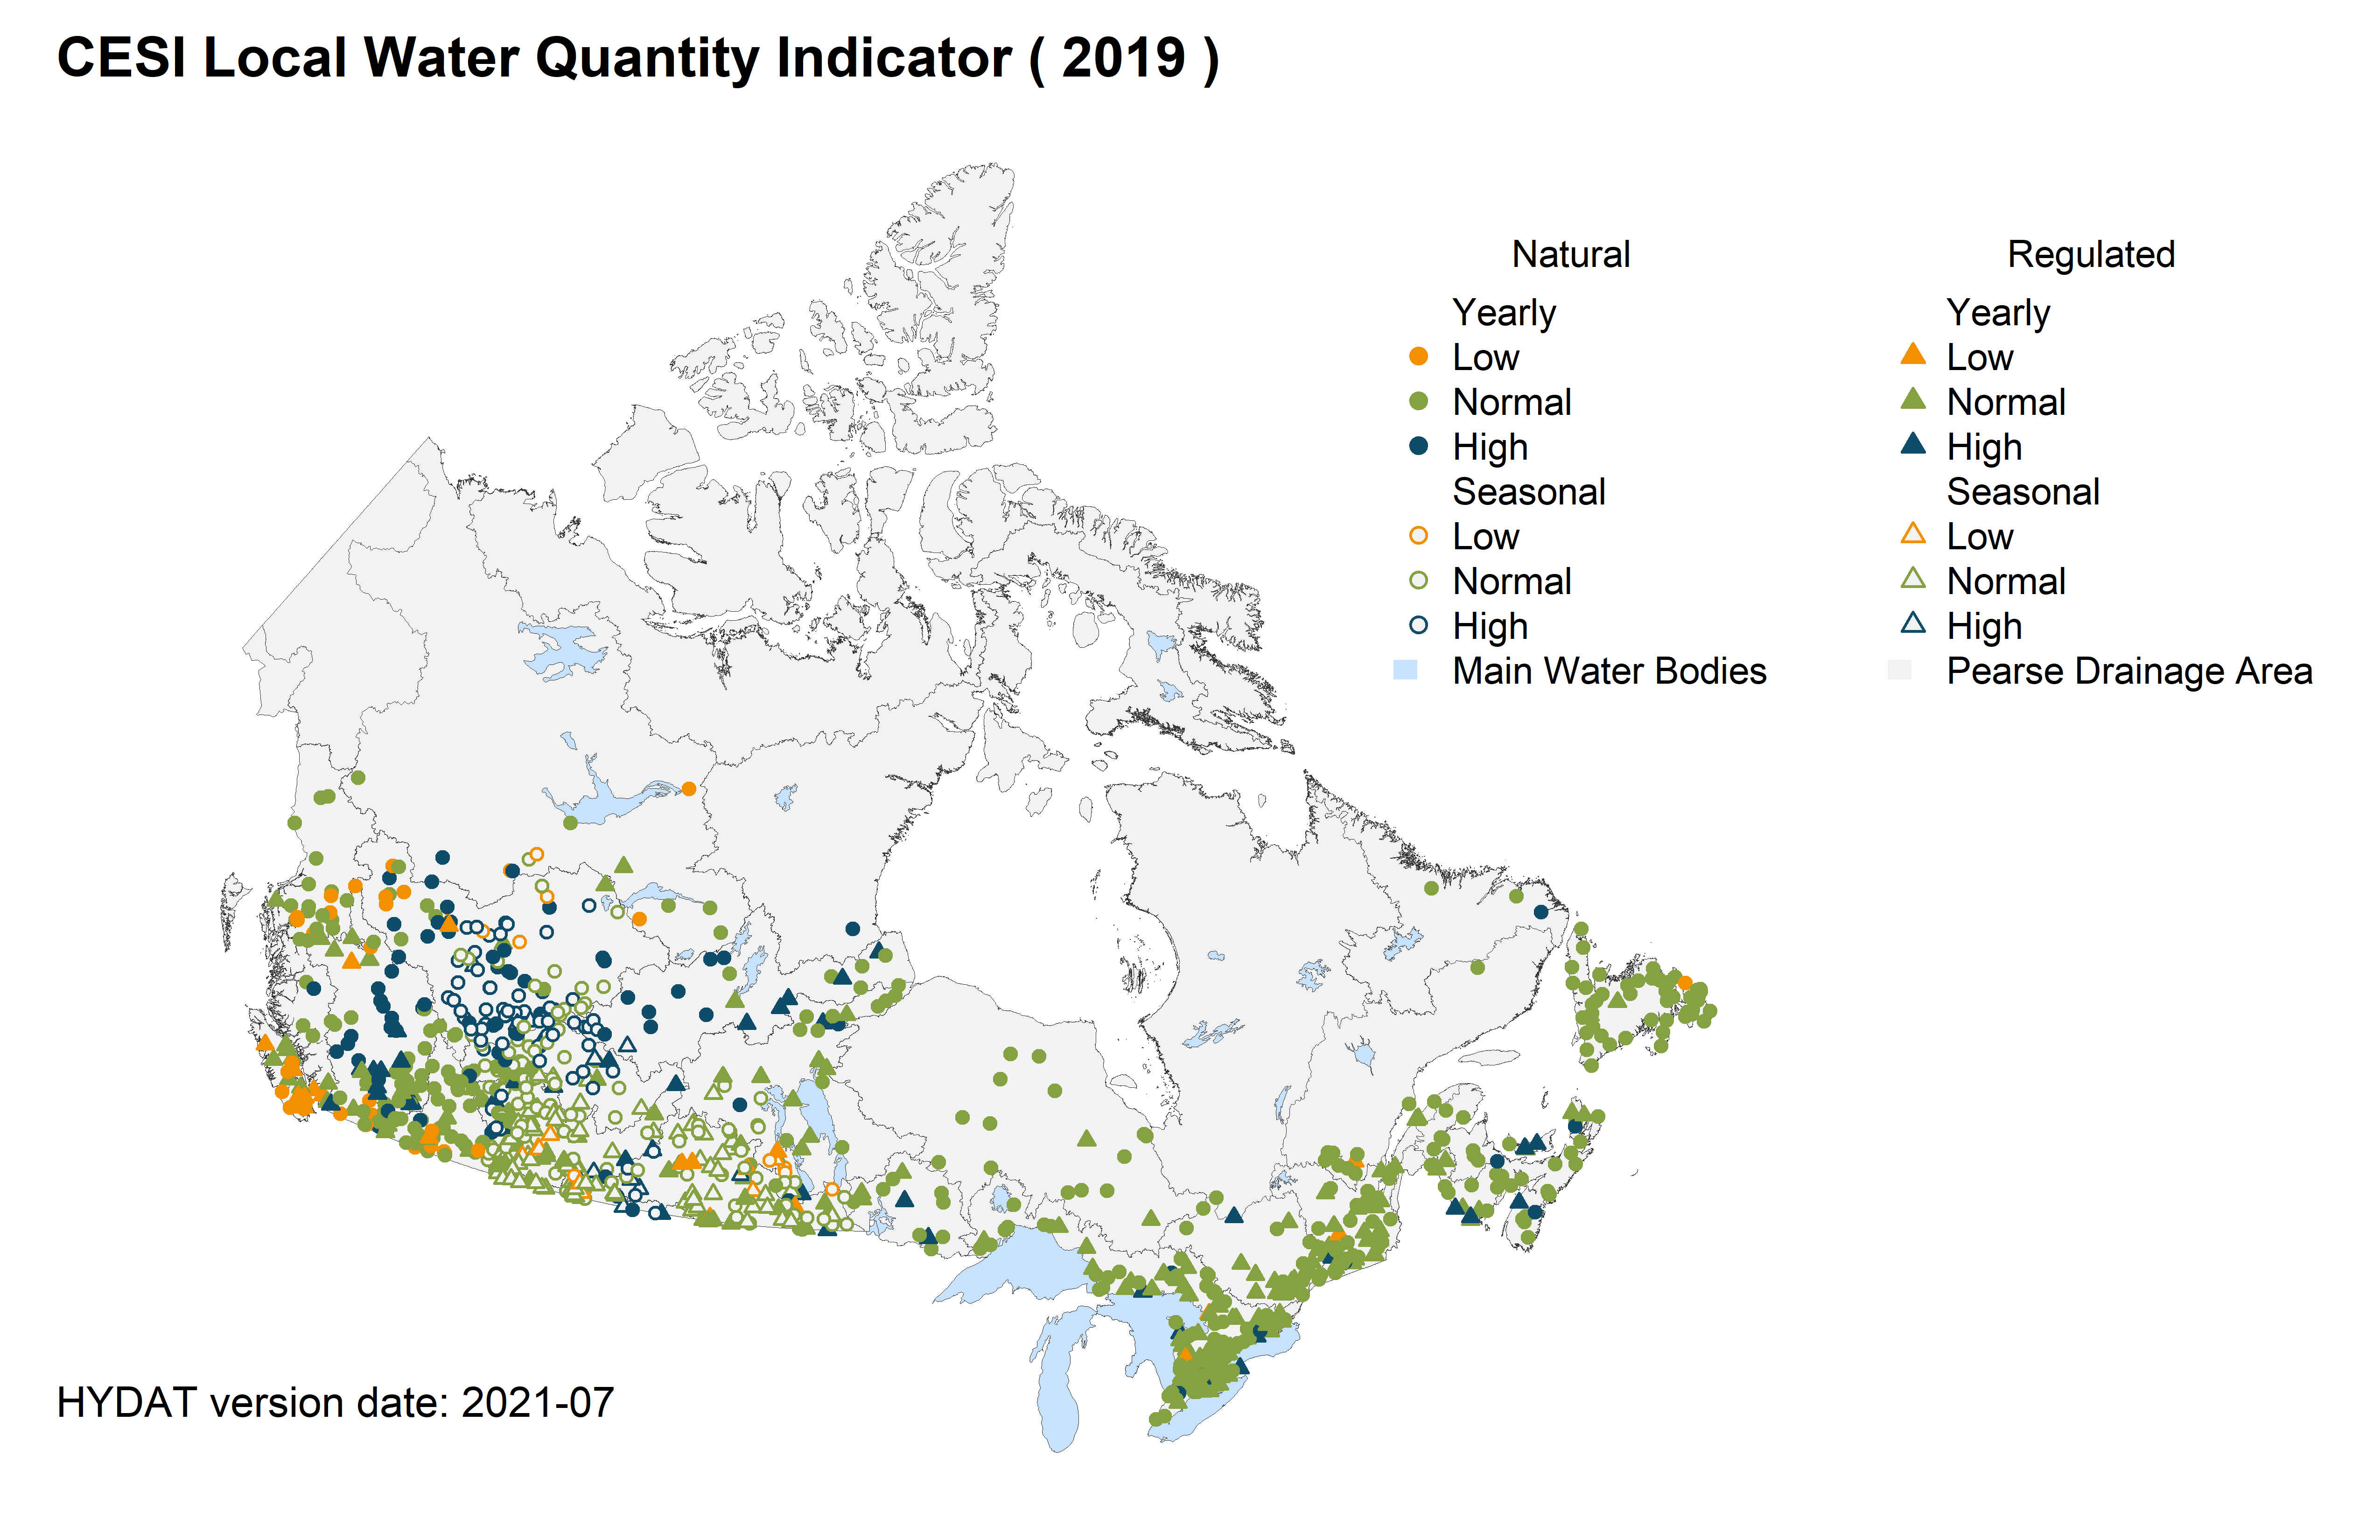 CESI Local Water Quantity Indicator ( 2019 )
Natural
Yearly
Low
Normal
High
Seasonal
Low
Normal
High
Main Water Bodies
Regulated
Yearly
Low
Normal
High
Seasonal
Low
Normal
High
Pearse Drainage Area
HYDAT version date: 2021-07